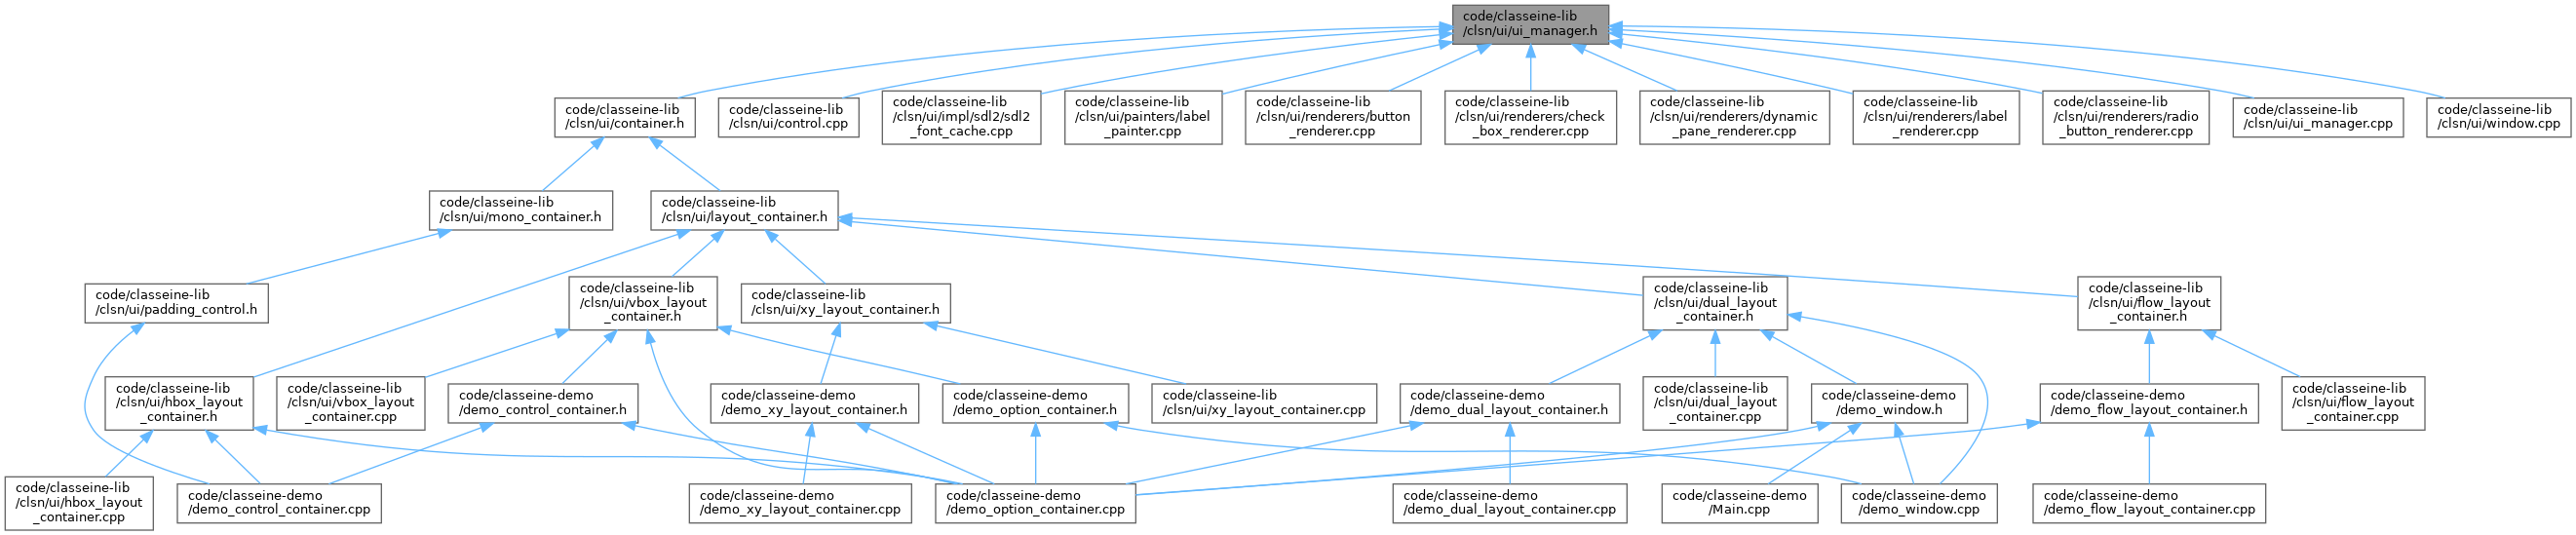 code/classeine-lib
/clsn/ui/ui_manager.h
code/classeine-lib
/clsn/ui/container.h
code/classeine-lib
/clsn/ui/control.cpp
code/classeine-lib
/clsn/ui/impl/sdl2/sdl2
_font_cache.cpp
code/classeine-lib
/clsn/ui/painters/label
_painter.cpp
code/classeine-lib
/clsn/ui/renderers/button
_renderer.cpp
code/classeine-lib
/clsn/ui/renderers/check
_box_renderer.cpp
code/classeine-lib
/clsn/ui/renderers/dynamic
_pane_renderer.cpp
code/classeine-lib
/clsn/ui/renderers/label
_renderer.cpp
code/classeine-lib
/clsn/ui/renderers/radio
_button_renderer.cpp
code/classeine-lib
/clsn/ui/ui_manager.cpp
code/classeine-lib
/clsn/ui/window.cpp
code/classeine-lib
/clsn/ui/mono_container.h
code/classeine-lib
/clsn/ui/layout_container.h
code/classeine-lib
/clsn/ui/padding_control.h
code/classeine-lib
/clsn/ui/vbox_layout
_container.h
code/classeine-lib
/clsn/ui/xy_layout_container.h
code/classeine-lib
/clsn/ui/dual_layout
_container.h
code/classeine-lib
/clsn/ui/flow_layout
_container.h
code/classeine-lib
/clsn/ui/hbox_layout
_container.h
code/classeine-lib
/clsn/ui/vbox_layout
_container.cpp
code/classeine-demo
/demo_control_container.h
code/classeine-demo
/demo_xy_layout_container.h
code/classeine-demo
/demo_option_container.h
code/classeine-lib
/clsn/ui/xy_layout_container.cpp
code/classeine-demo
/demo_dual_layout_container.h
code/classeine-lib
/clsn/ui/dual_layout
_container.cpp
code/classeine-demo
/demo_window.h
code/classeine-demo
/demo_flow_layout_container.h
code/classeine-lib
/clsn/ui/flow_layout
_container.cpp
code/classeine-lib
/clsn/ui/hbox_layout
_container.cpp
code/classeine-demo
/demo_control_container.cpp
code/classeine-demo
/demo_xy_layout_container.cpp
code/classeine-demo
/demo_option_container.cpp
code/classeine-demo
/demo_dual_layout_container.cpp
code/classeine-demo
/Main.cpp
code/classeine-demo
/demo_window.cpp
code/classeine-demo
/demo_flow_layout_container.cpp